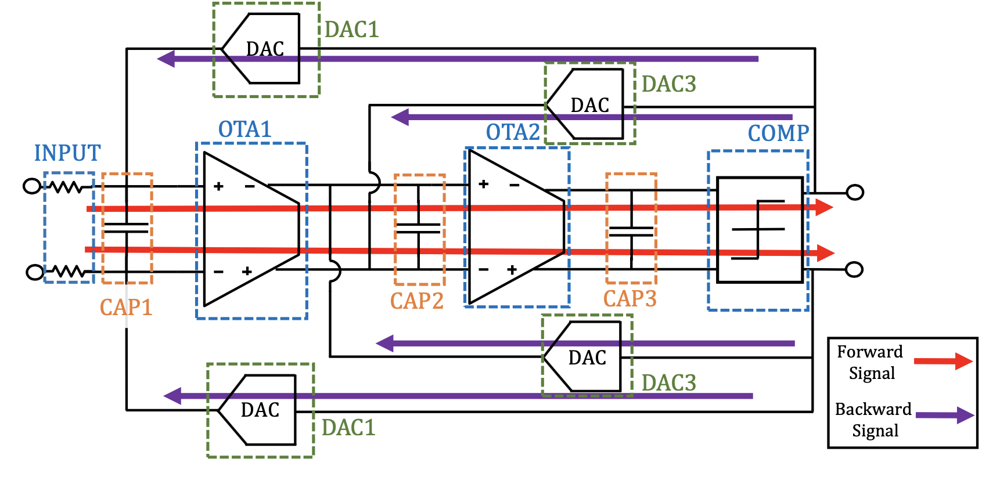 DAC
DAC1
DAC
DAC3
OTA1
OTA2
COMP
INPUT
+ −
+ −
− +
− +
CAP1
CAP2
CAP3
DAC
DAC3
DAC
DAC1
Forward
Signal
Backward
Signal